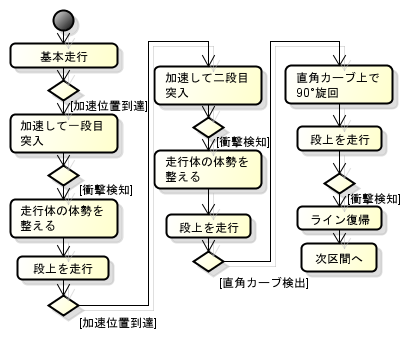 基本走行
[加速位置到達]
加速して一段目
突入
[衝撃検知]
走行体の体勢を
整える
段上を走行
[加速位置到達]
加速して二段目
突入
[衝撃検知]
走行体の体勢を
整える
段上を走行
[直角カーブ検出]
直角カーブ上で
90°旋回
段上を走行
[衝撃検知]
ライン復帰
次区間へ